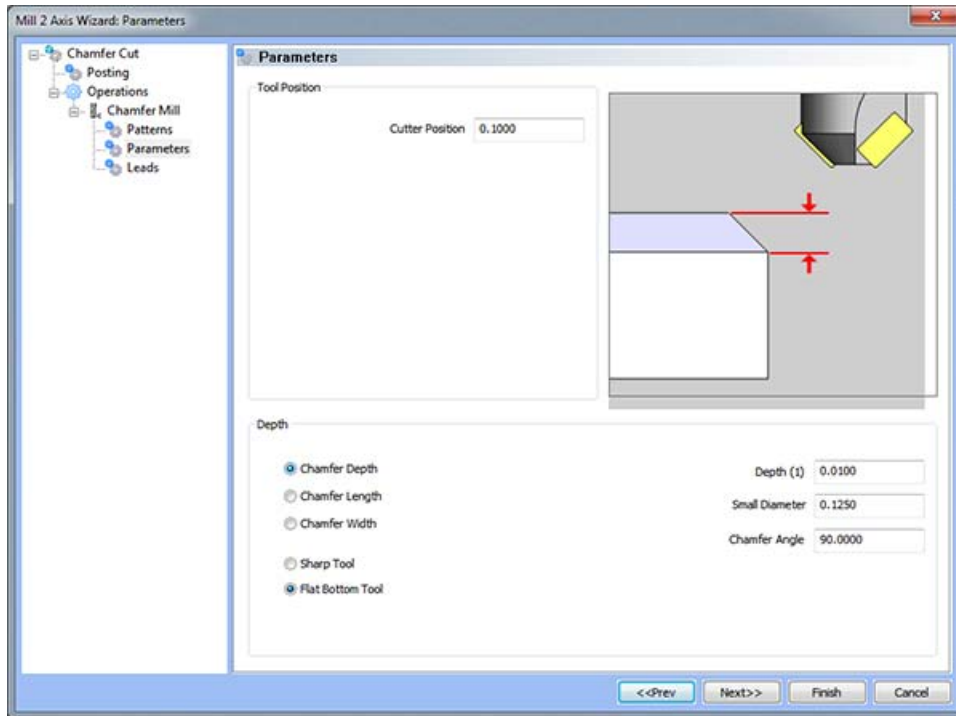 Mill 2 Axis Wizard: Parameters
Chamfer Cut
Posting
Operations
Chamfer Mill
Patterns
Parameters
Leads
Parameters
Tool Position
Cutter Position 0.1000
Depth
Chamfer Depth
Chamfer Length
Chamfer Width
Sharp Tool
Flat Bottom Tool
Depth (1) 0.0100
Small Diameter 0.1250
Chamfer Angle 90.0000
<<Prev Next>> Finish Cancel